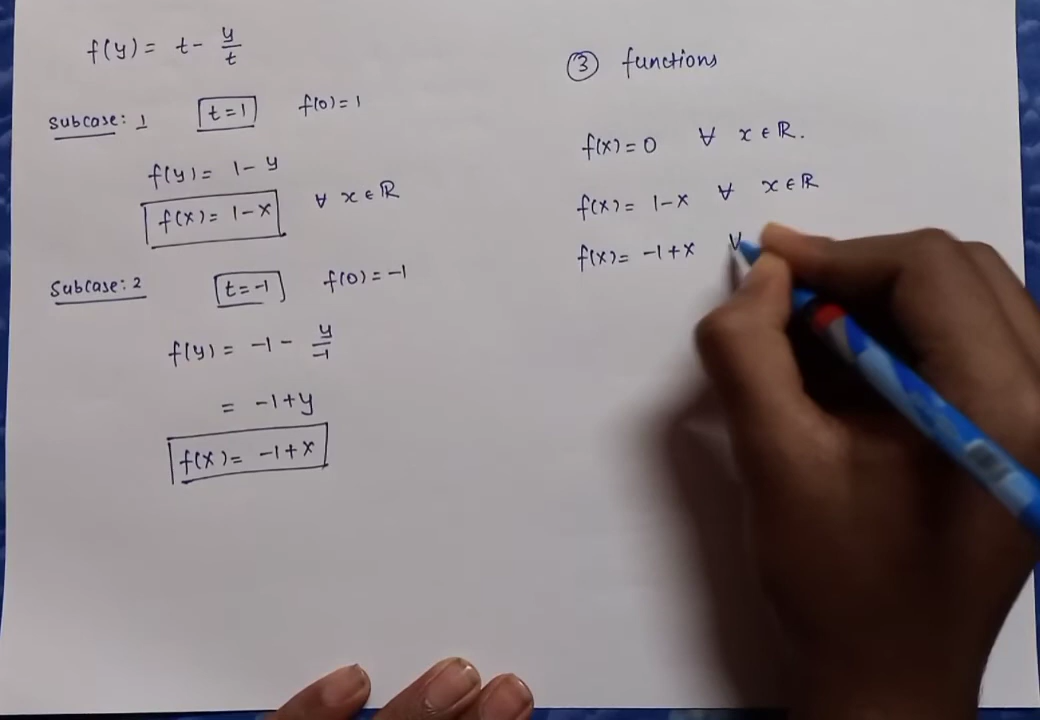 f(y) = t - y/t
Subcase: 1 t=1 f(0)=1
f(y) = 1-y
f(x) = 1-x ∀ x ∈ ℝ
Subcase: 2 t=-1 f(0)=-1
f(y) = -1 - y/-1
= -1+y
f(x) = -1+x
③ functions
f(x) = 0 ∀ x ∈ ℝ.
f(x) = 1-x ∀ x ∈ ℝ
f(x) = -1+x ∀